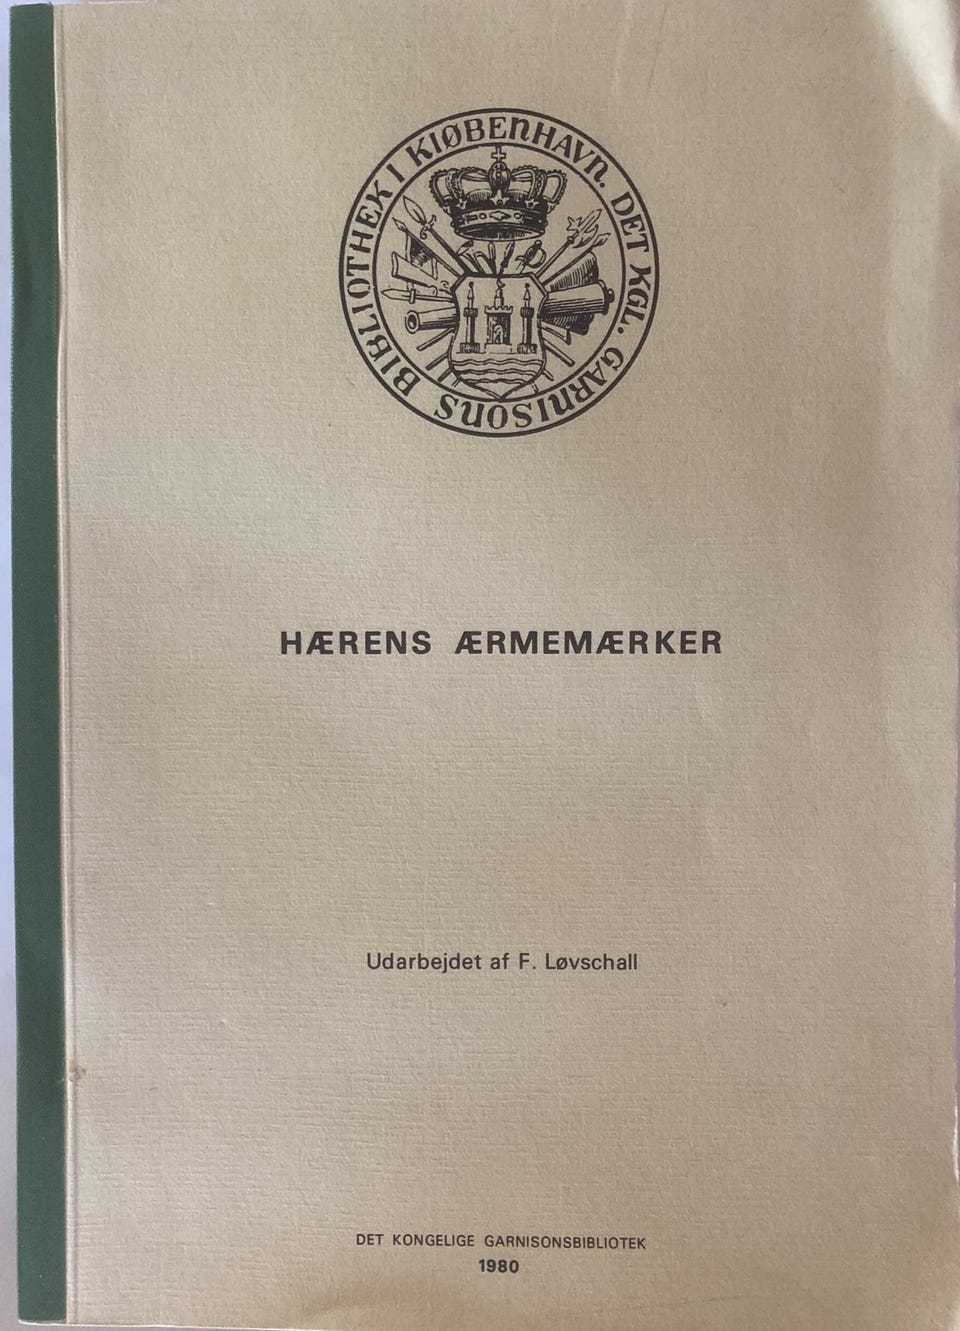 DET KGL. GARNISONS BIBLIOTHEK I KIØBENHAVN.
HÆRENS ÆRMEMÆRKER
Udarbejdet af F. Løvschall
DET KONGELIGE GARNISONSBIBLIOTEK
1980